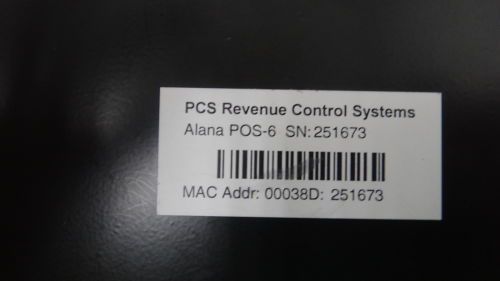 PCS Revenue Control Systems
Alana POS-6 SN:251673
MAC Addr: 00038D: 251673